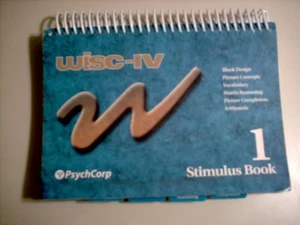 wisc-iv
Block Design
Picture Concepts
Vocabulary
Matrix Reasoning
Picture Completion
Arithmetic
1
PsychCorp
Stimulus Book